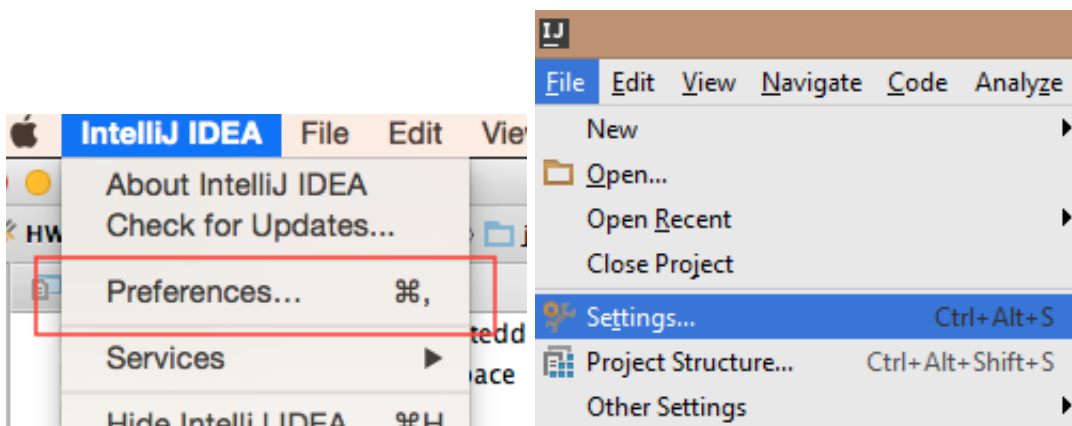 IntelliJ IDEA File Edit
About IntelliJ IDEA
Check for Updates...
HW
Preferences... ⌘,
Services
Hide IntelliJ IDEA ⌘H
tedd
ace
IJ
File Edit View Navigate Code Analyze
New
Open...
Open Recent
Close Project
Settings... Ctrl+Alt+S
Project Structure... Ctrl+Alt+Shift+S
Other Settings